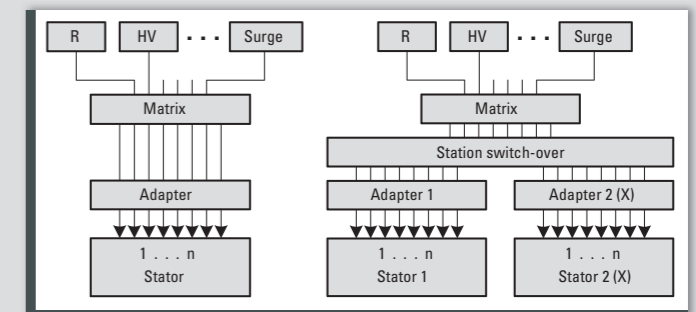 R HV . . . Surge
Matrix
Adapter
1 . . . n
Stator
R HV . . . Surge
Matrix
Station switch-over
Adapter 1 Adapter 2 (X)
1 . . . n 1 . . . n
Stator 1 Stator 2 (X)